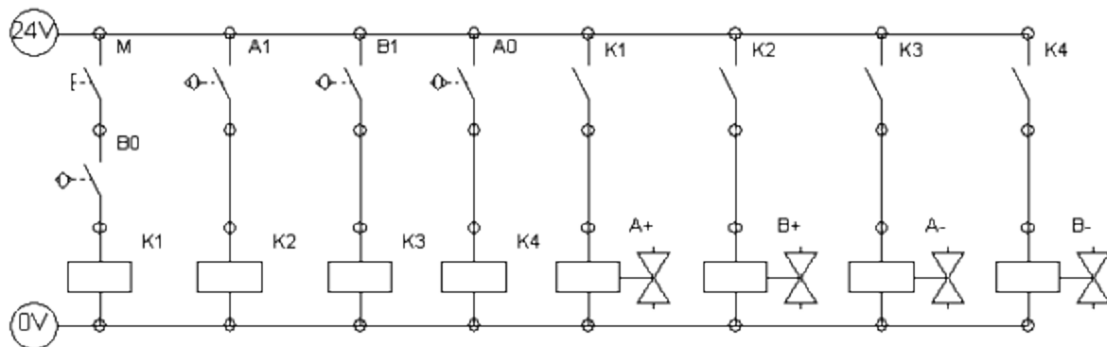 24V
M A1 B1 A0 K1 K2 K3 K4
B0
A+ B+ A- B-
K1 K2 K3 K4
0V